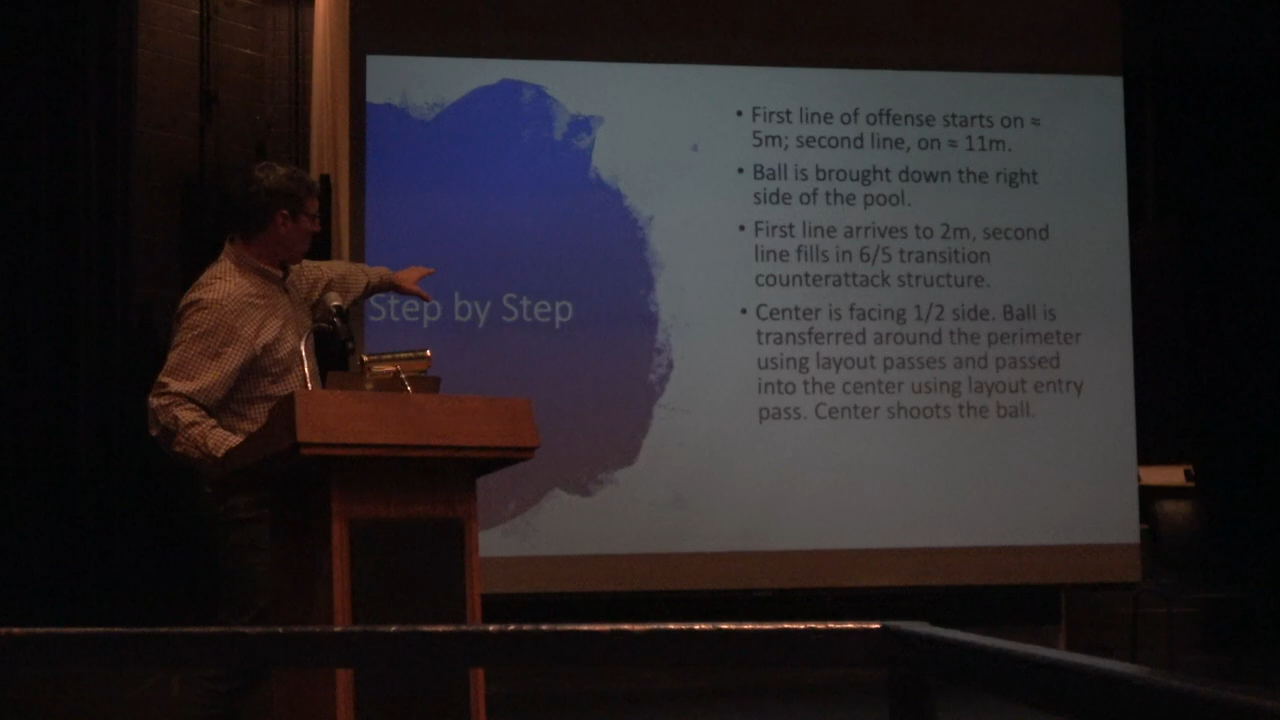 Step by Step
• First line of offense starts on ≈
5m; second line, on ≈ 11m.
• Ball is brought down the right
side of the pool.
• First line arrives to 2m, second
line fills in 6/5 transition
counterattack structure.
• Center is facing 1/2 side. Ball is
transferred around the perimeter
using layout passes and passed
into the center using layout entry
pass. Center shoots the ball.